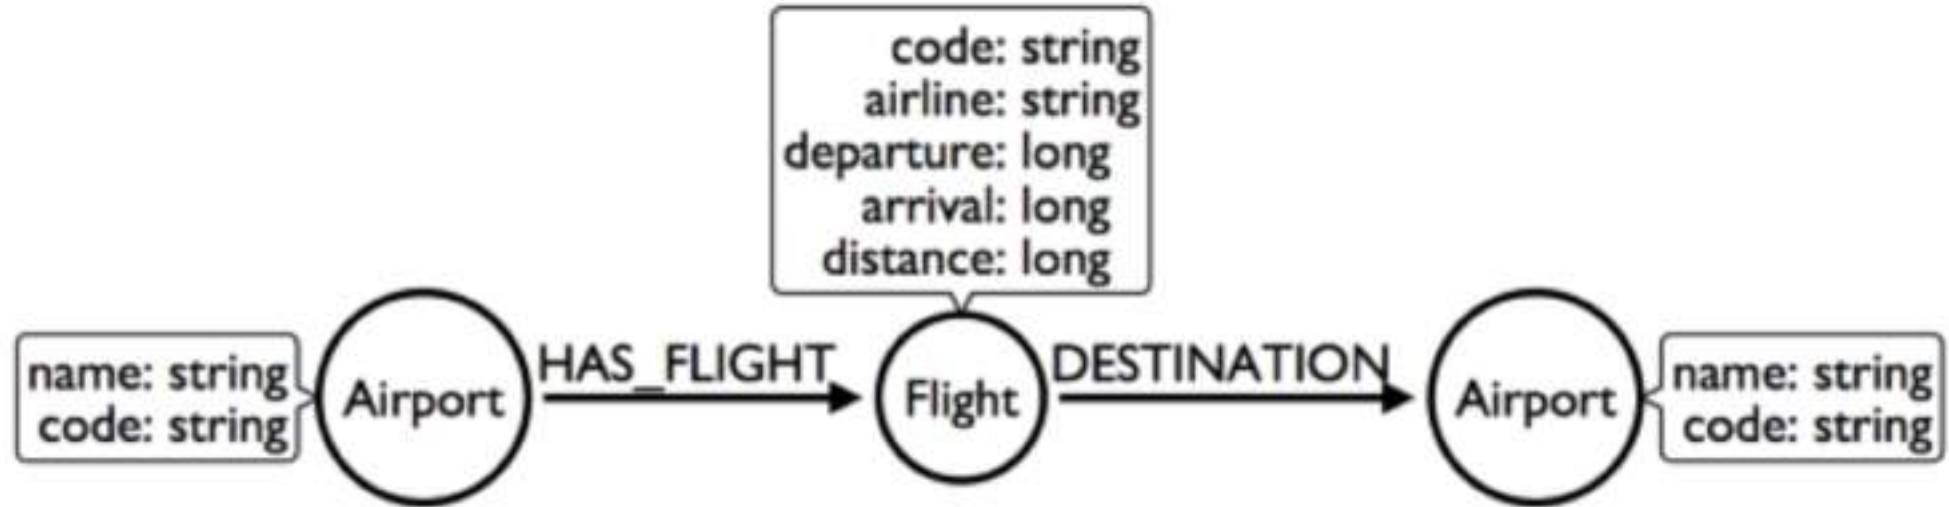 code: string
airline: string
departure: long
arrival: long
distance: long
name: string
code: string
Airport
HAS_FLIGHT
Flight
DESTINATION
Airport
name: string
code: string